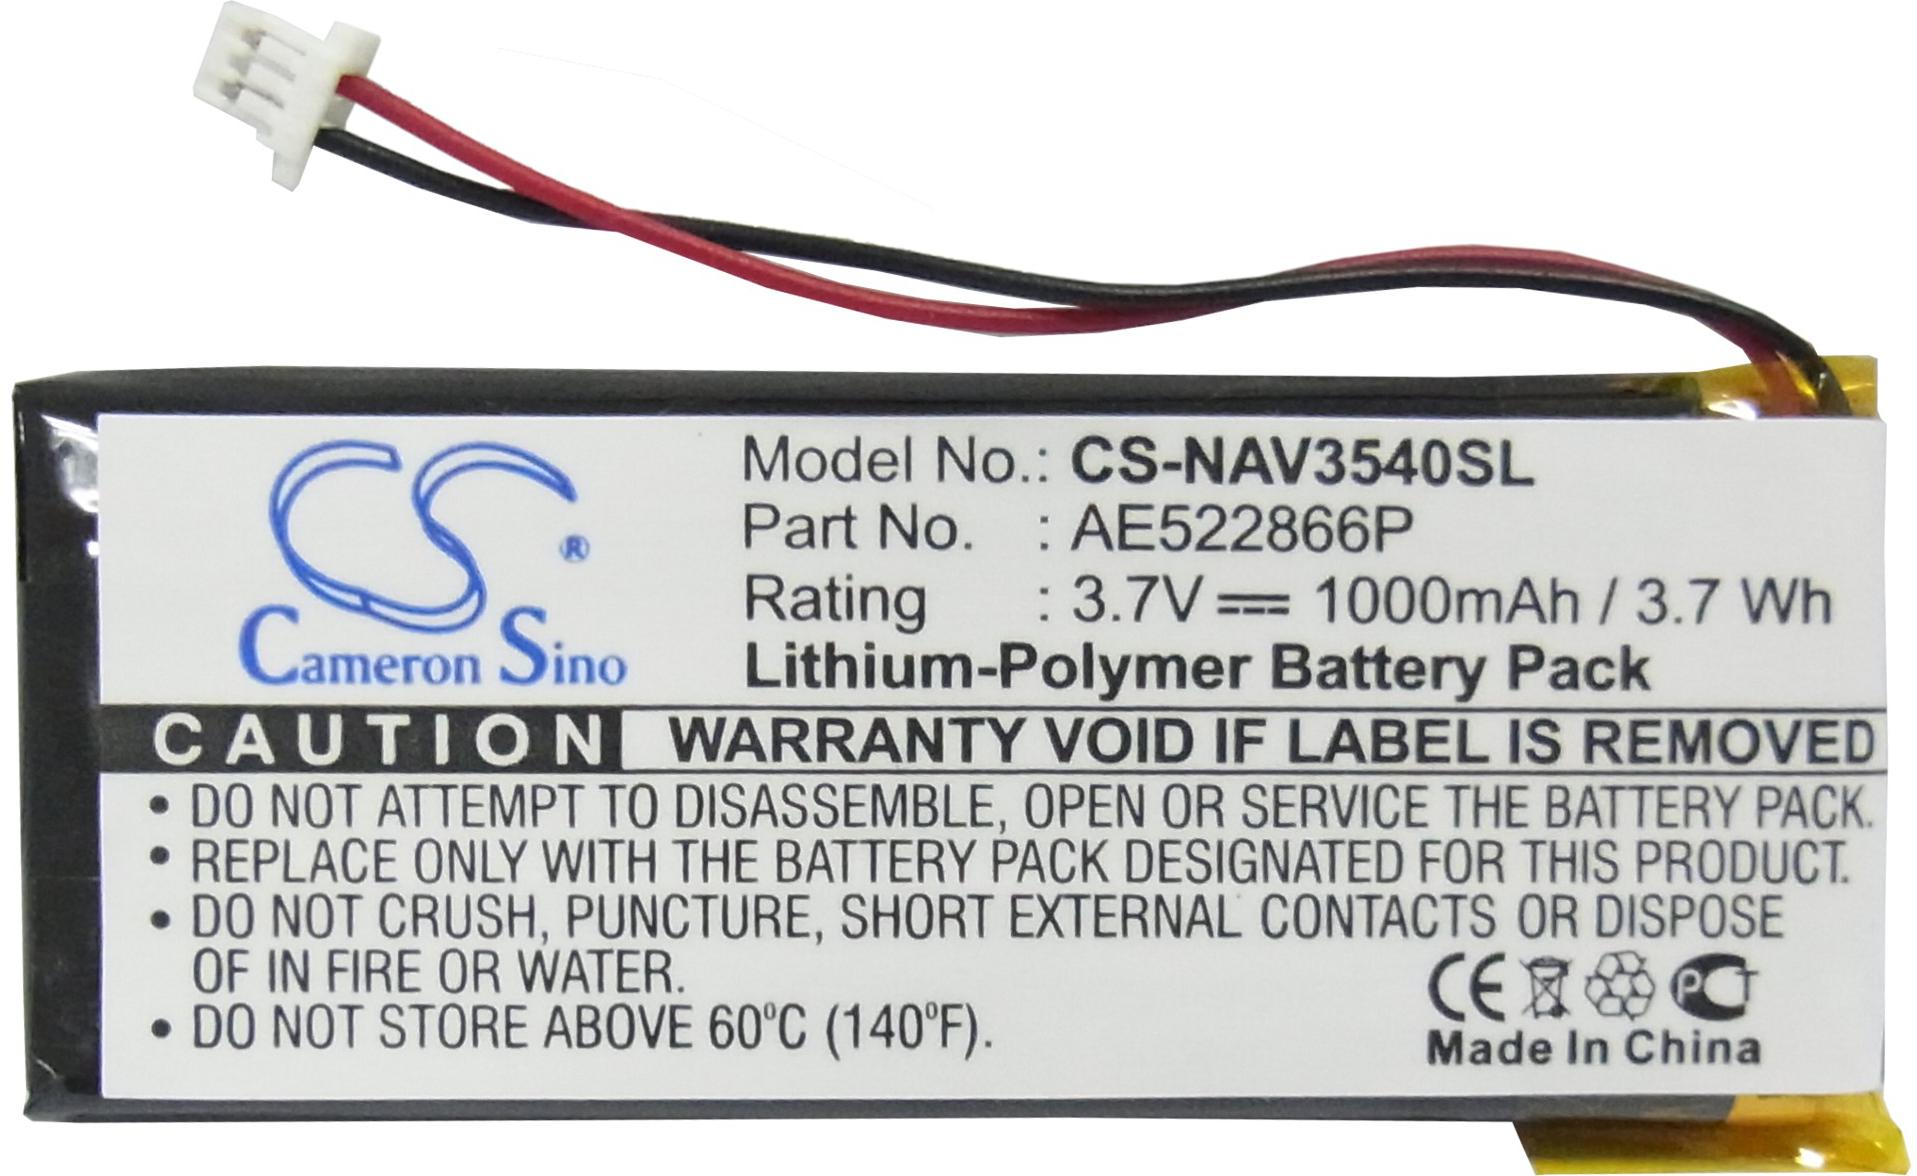 CS®
Cameron Sino
Model No.: CS-NAV3540SL
Part No. : AE522866P
Rating : 3.7V 1000mAh / 3.7 Wh
Lithium-Polymer Battery Pack
CAUTION WARRANTY VOID IF LABEL IS REMOVED
• DO NOT ATTEMPT TO DISASSEMBLE, OPEN OR SERVICE THE BATTERY PACK.
• REPLACE ONLY WITH THE BATTERY PACK DESIGNATED FOR THIS PRODUCT.
• DO NOT CRUSH, PUNCTURE, SHORT EXTERNAL CONTACTS OR DISPOSE
OF IN FIRE OR WATER.
• DO NOT STORE ABOVE 60°C (140°F).
CE PCT
Made In China